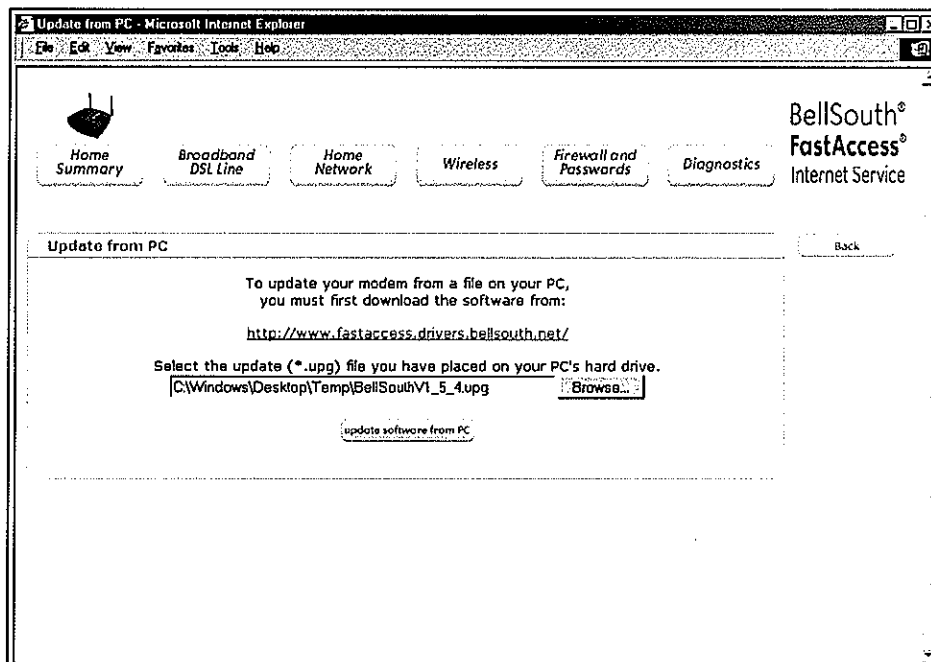 Update from PC - Microsoft Internet Explorer
File Edit View Favorites Tools Help
BellSouth®
FastAccess®
Internet Service
Home Summary
Broadband DSL Line
Home Network
Wireless
Firewall and Passwords
Diagnostics
Update from PC
Back
To update your modem from a file on your PC,
you must first download the software from:
http://www.fastaccess.drivers.bellsouth.net/
Select the update (*.upg) file you have placed on your PC's hard drive.
C:\Windows\Desktop\Temp\BellSouthV1_5_4.upg
Browse...
update software from PC